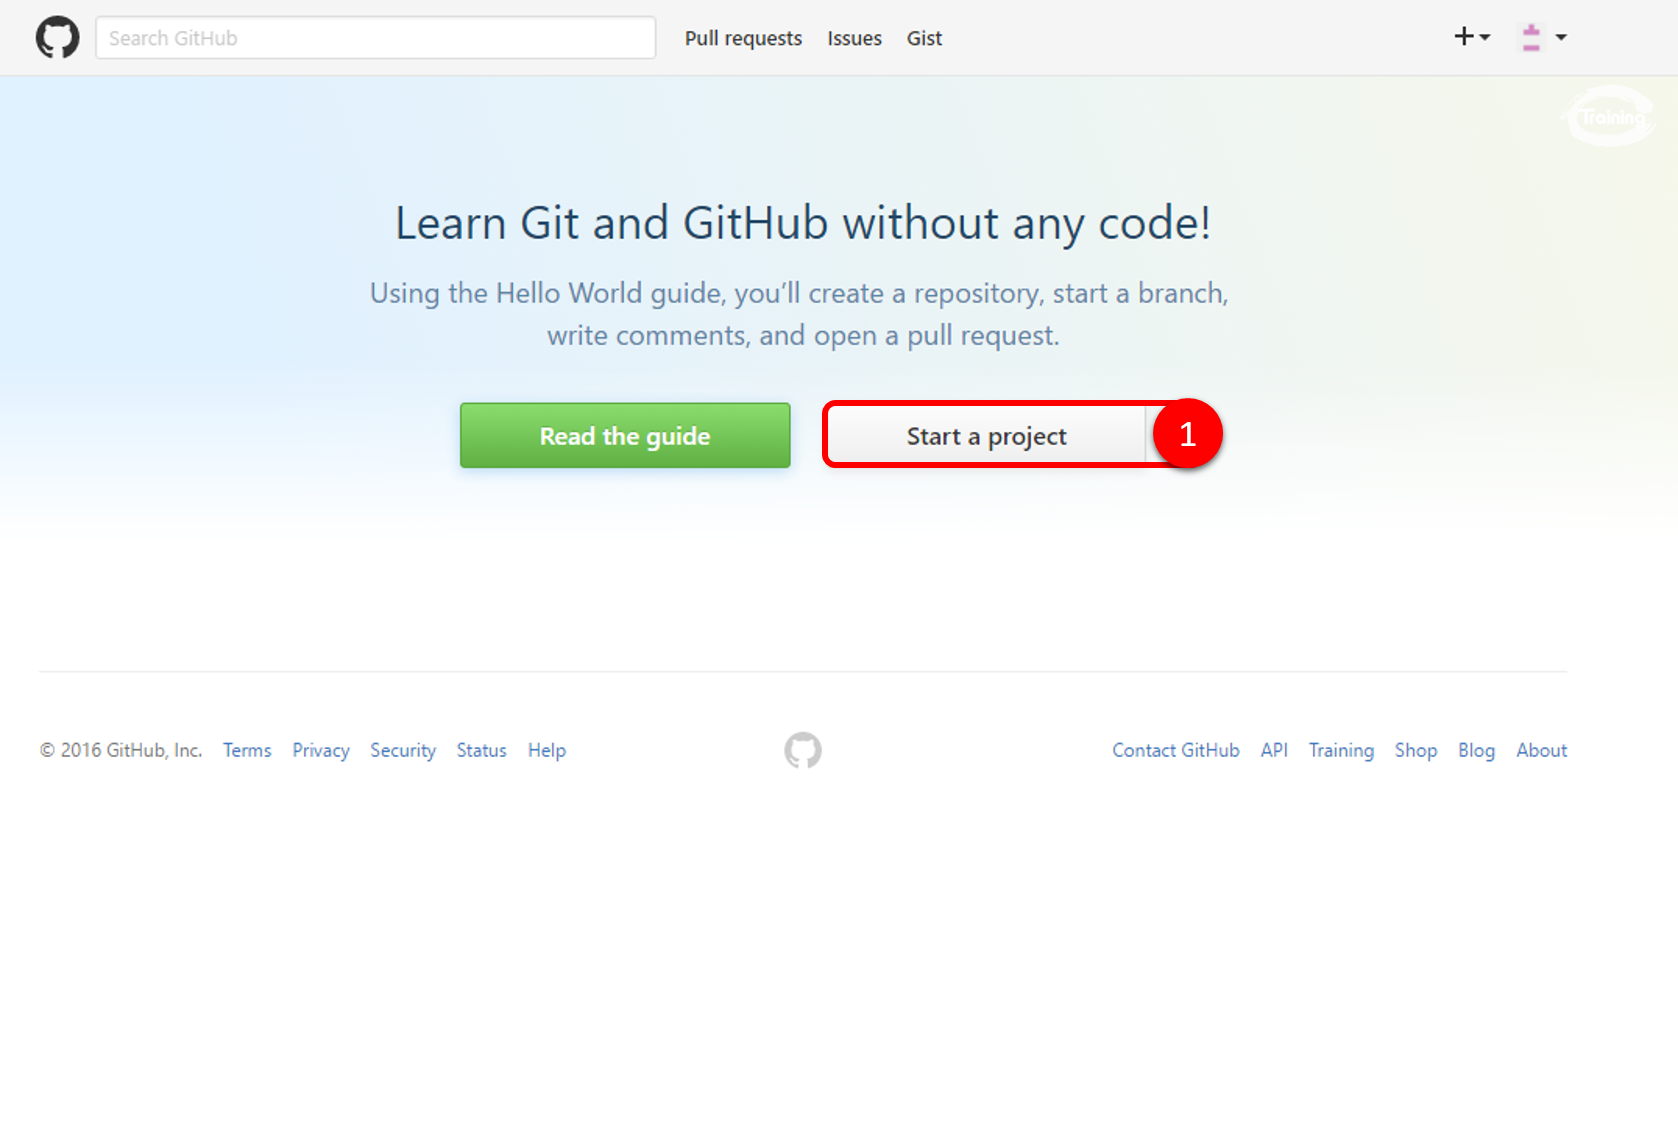 Search GitHub
Pull requests
Issues
Gist
Training
Learn Git and GitHub without any code!
Using the Hello World guide, you’ll create a repository, start a branch,
write comments, and open a pull request.
Read the guide
Start a project
1
© 2016 GitHub, Inc. Terms Privacy Security Status Help
Contact GitHub API Training Shop Blog About